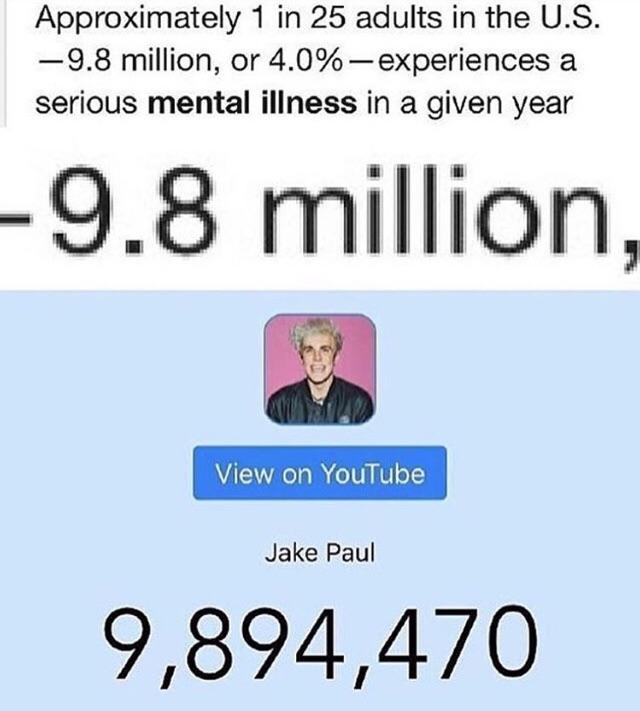 Approximately 1 in 25 adults in the U.S.
—9.8 million, or 4.0%—experiences a
serious mental illness in a given year
-9.8 million,
View on YouTube
Jake Paul
9,894,470